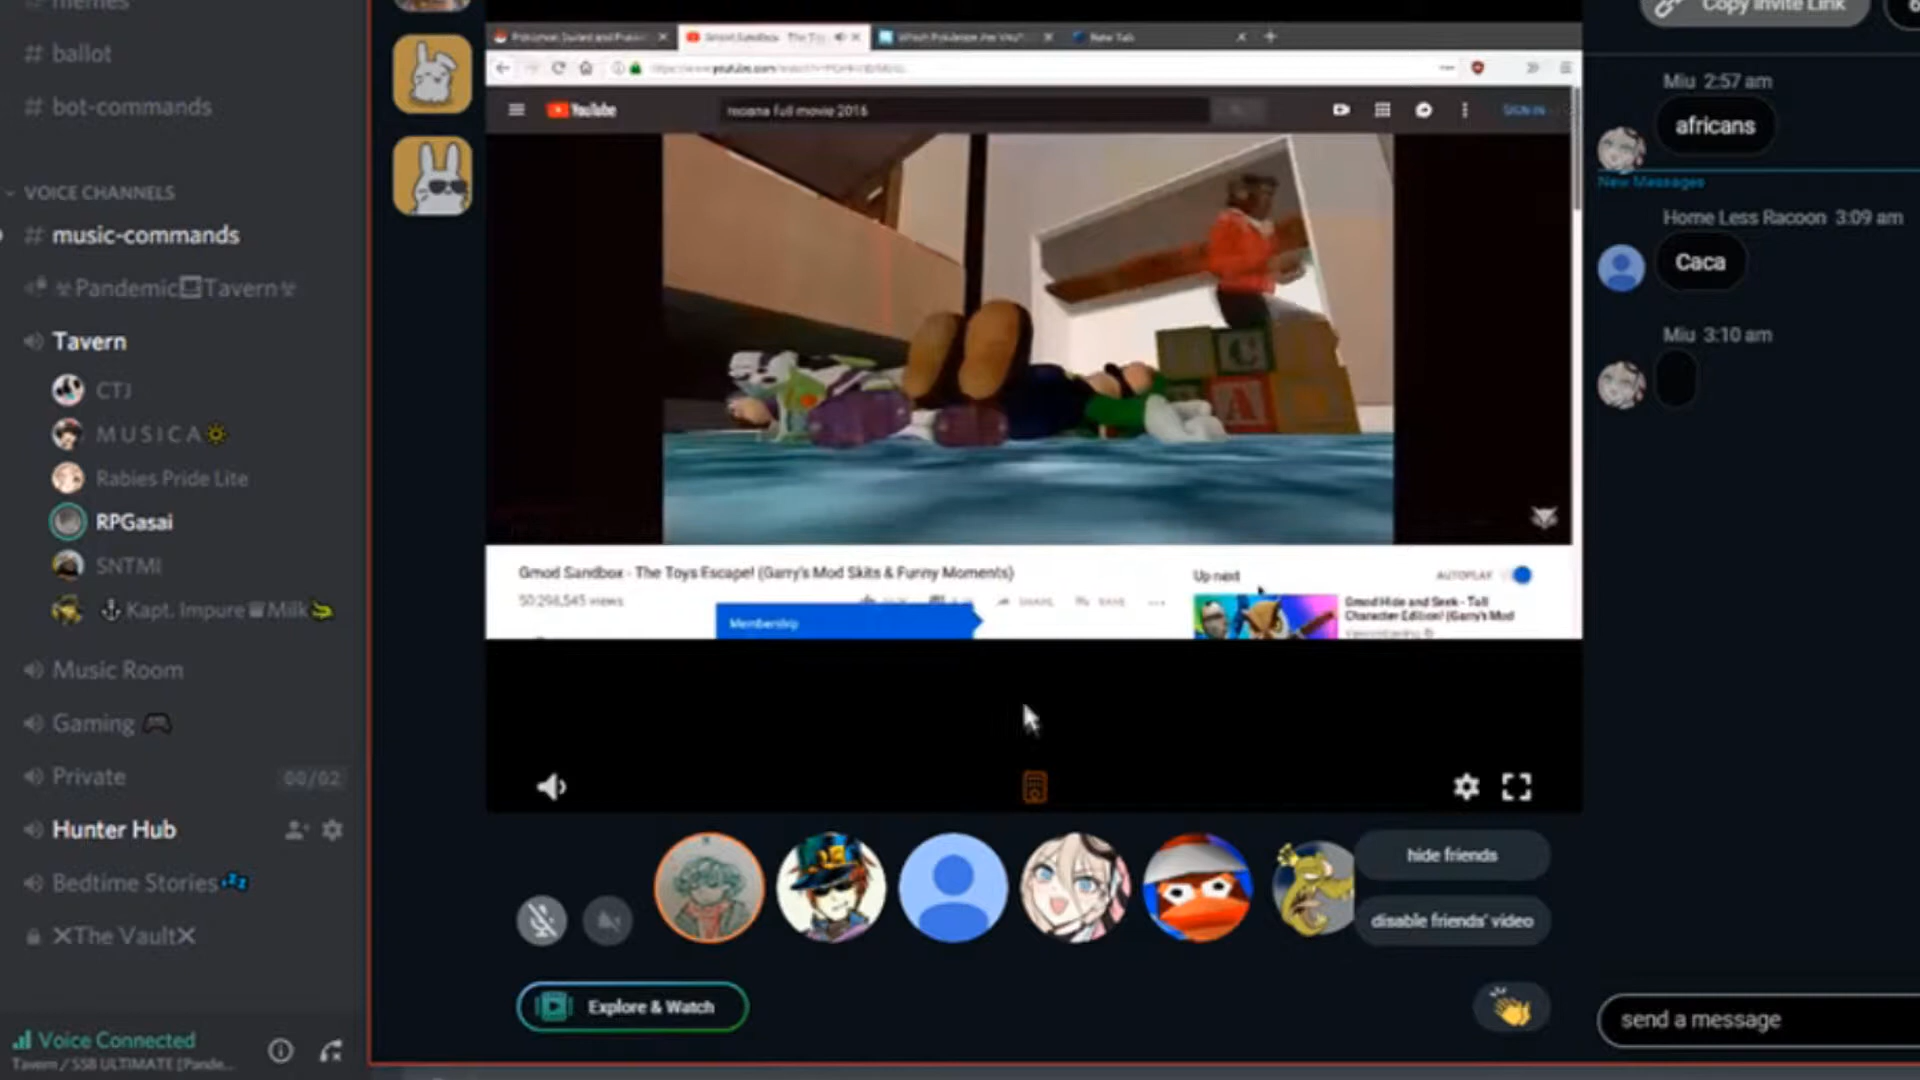 memes
# ballot
# bot-commands
VOICE CHANNELS
# music-commands
Pandemic Tavern
Tavern
CTJ
M U S I C A
Rabies Pride Lite
RPGasai
SNTMI
Kapt. Impure Milk
Music Room
Gaming
Private 00/02
Hunter Hub
Bedtime Stories
XThe VaultX
Voice Connected
Tavern / SSB ULTIMATE [Pande...
New Tab
YouTube
full movie 2016
SIGN IN
Gmod Sandbox - The Toys Escape! (Garry's Mod Skits & Funny Moments)
50,298,545 views
SHARE
SAVE
Membership
Up next
AUTOPLAY
Gmod Hide and Seek - Tall
Character Edition! (Garry's Mod
hide friends
disable friends' video
Explore & Watch
Copy Invite Link
Miu 2:57 am
africans
New Messages
Home Less Racoon 3:09 am
Caca
Miu 3:10 am
send a message